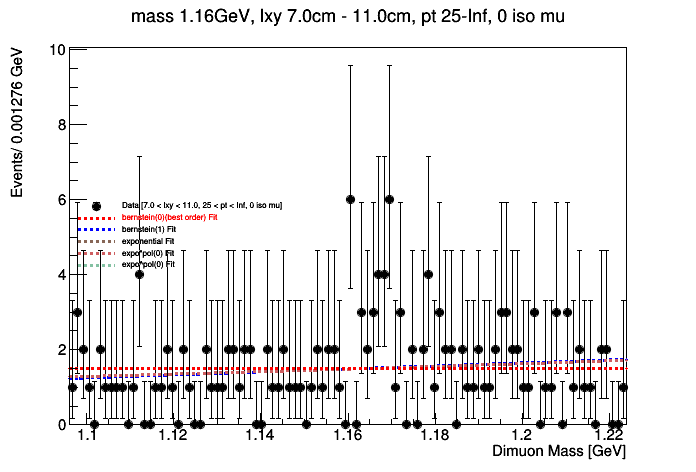 mass 1.16GeV, lxy 7.0cm - 11.0cm, pt 25-Inf, 0 iso mu
Events/ 0.001276 GeV
10
8
6
4
2
0
Data [7.0 < lxy < 11.0, 25 < pt < Inf, 0 iso mu]
bernstein(0)(best order) Fit
bernstein(1) Fit
exponential Fit
expo*pol(0) Fit
expo*pol(0) Fit
1.1 1.12 1.14 1.16 1.18 1.2 1.22
Dimuon Mass [GeV]